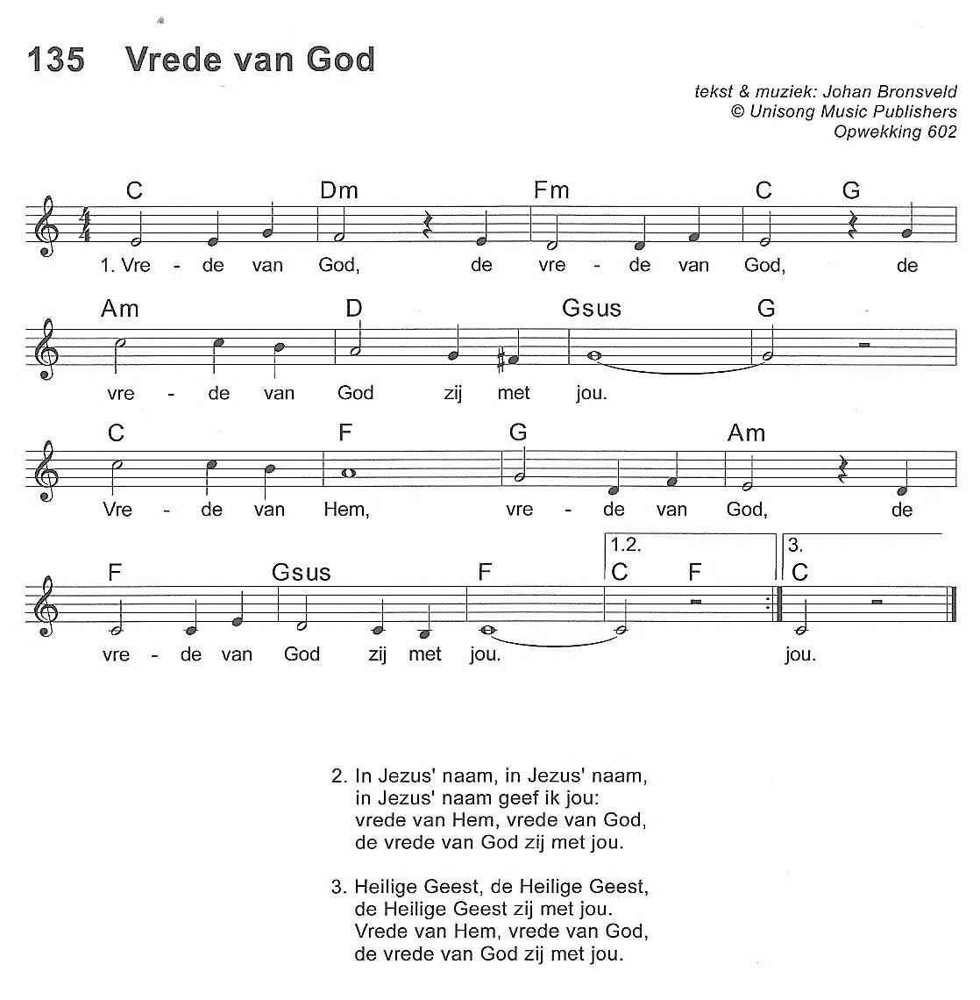 135 Vrede van God
tekst & muziek: Johan Bronsveld
© Unisong Music Publishers
Opwekking 602
C Dm Fm C G
4/4
1. Vre - de van God, de vre - de van God, de
Am D Gsus G
vre - de van God zij met jou.
C F G Am
Vre - de van Hem, vre - de van God, de
1.2. 3.
F Gsus F C F C
vre - de van God zij met jou. jou.
2. In Jezus' naam, in Jezus' naam,
in Jezus' naam geef ik jou:
vrede van Hem, vrede van God,
de vrede van God zij met jou.
3. Heilige Geest, de Heilige Geest,
de Heilige Geest zij met jou.
Vrede van Hem, vrede van God,
de vrede van God zij met jou.